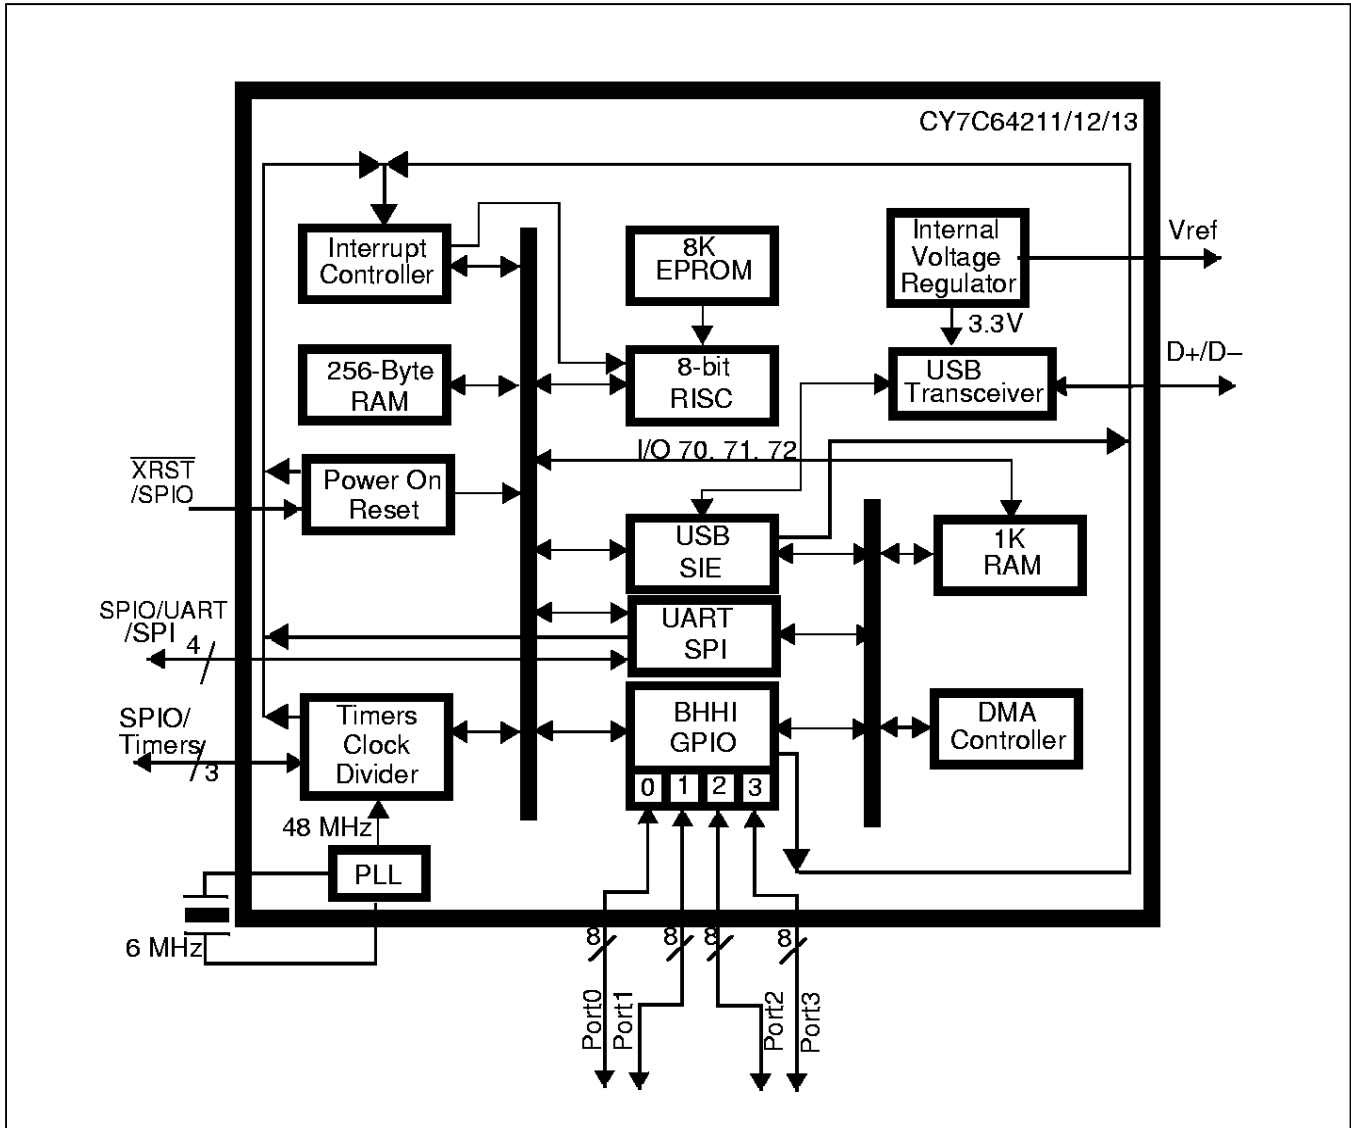 CY7C64211/12/13
Interrupt
Controller
8K
EPROM
Internal
Voltage
Regulator
Vref
3.3V
256-Byte
RAM
8-bit
RISC
USB
Transceiver
D+/D–
I/O 70, 71, 72
XRST
/SPIO
Power On
Reset
USB
SIE
1K
RAM
SPIO/UART
/SPI
4
UART
SPI
SPIO/
Timers
3
Timers
Clock
Divider
BHHI
GPIO
0 1 2 3
DMA
Controller
48 MHz
PLL
6 MHz
8 8 8 8
Port0
Port1
Port2
Port3